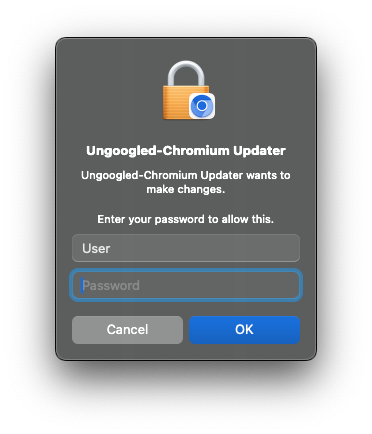 Ungoogled-Chromium Updater
Ungoogled-Chromium Updater wants to
make changes.
Enter your password to allow this.
User
Password
Cancel
OK